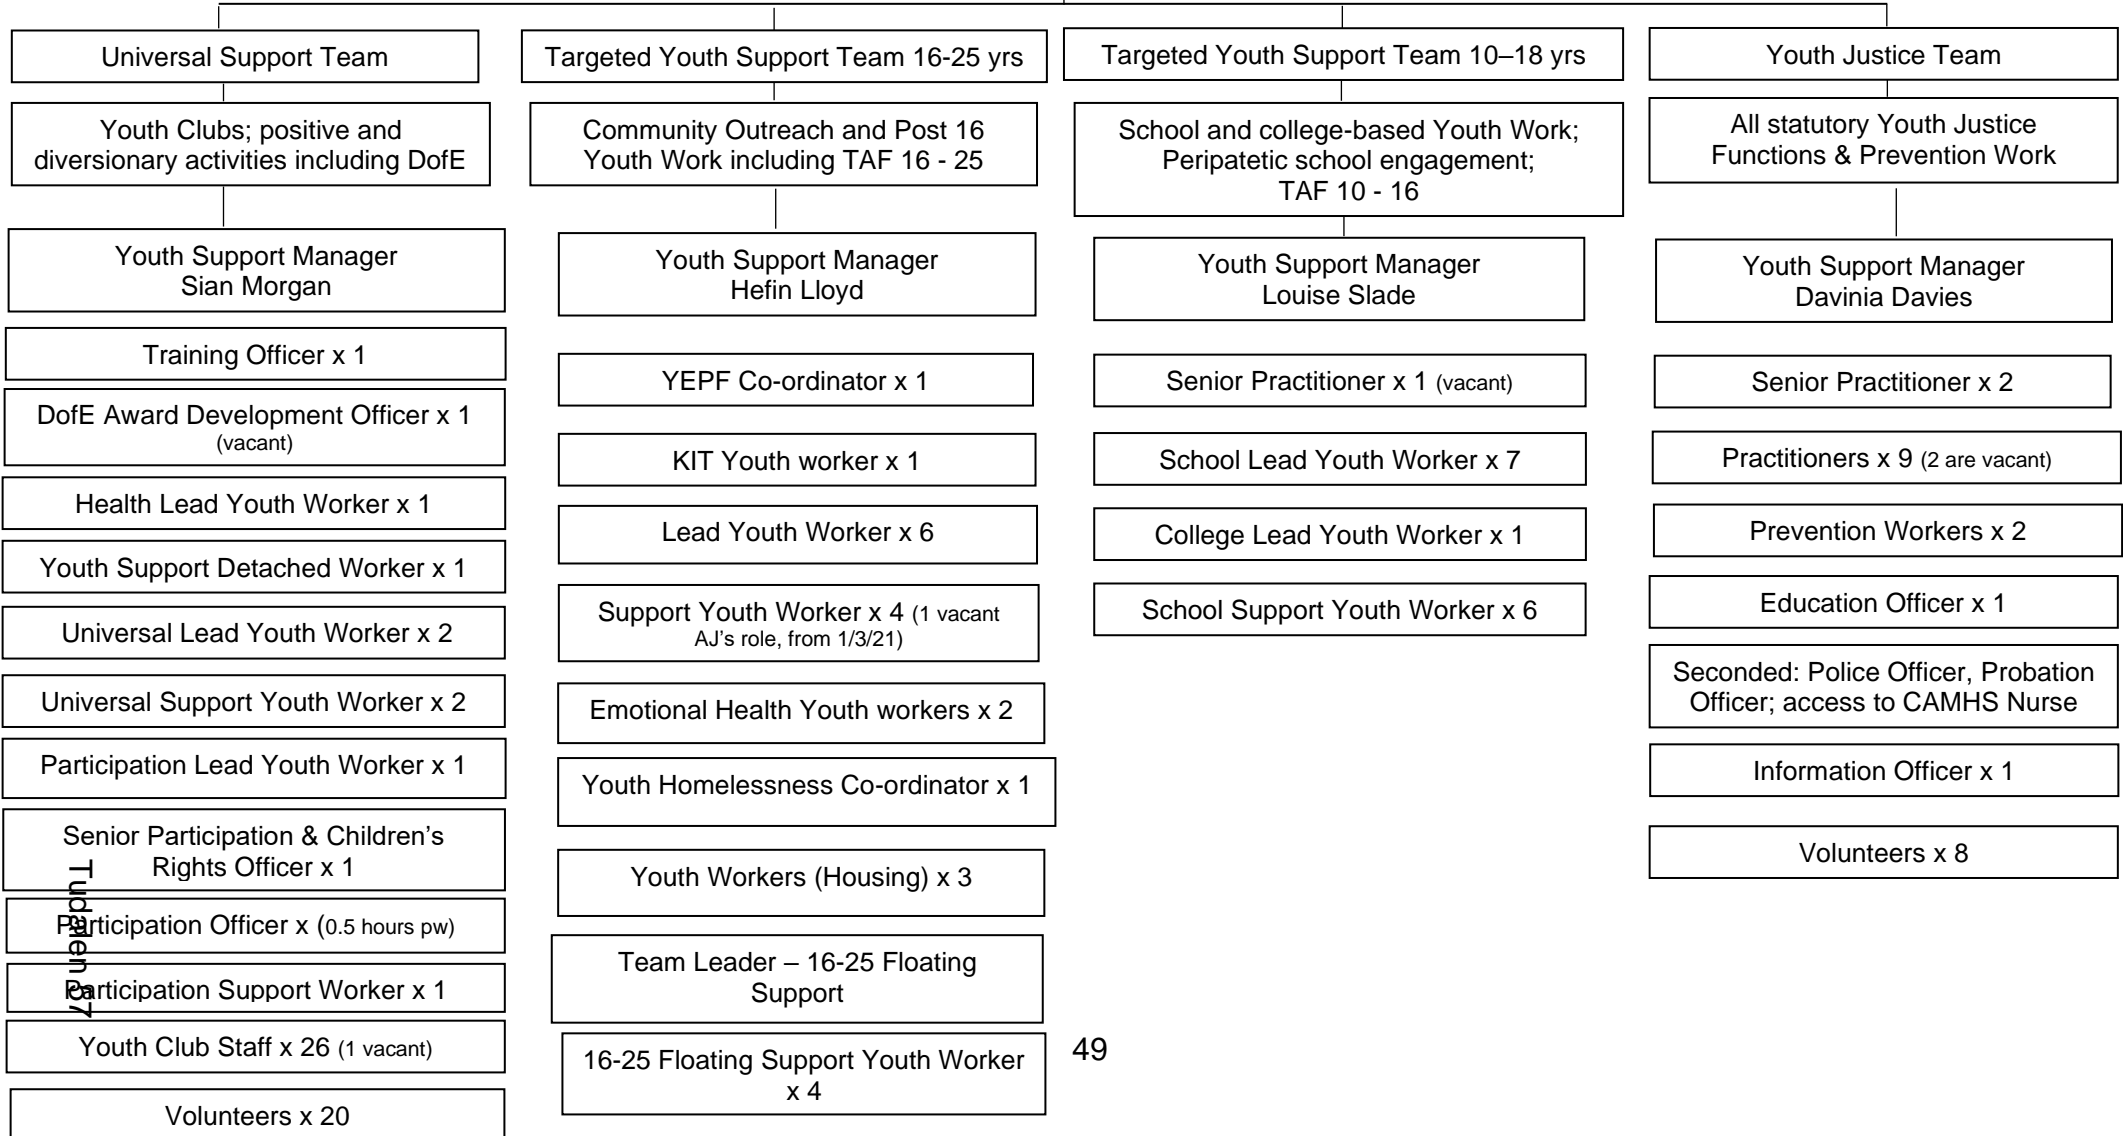 Universal Support Team
Youth Clubs; positive and
diversionary activities including DofE
Youth Support Manager
Sian Morgan
Training Officer x 1
DofE Award Development Officer x 1
(vacant)
Health Lead Youth Worker x 1
Youth Support Detached Worker x 1
Universal Lead Youth Worker x 2
Universal Support Youth Worker x 2
Participation Lead Youth Worker x 1
Senior Participation & Children's
Rights Officer x 1
Participation Officer x (0.5 hours pw)
Participation Support Worker x 1
Youth Club Staff x 26 (1 vacant)
Volunteers x 20
Targeted Youth Support Team 16-25 yrs
Community Outreach and Post 16
Youth Work including TAF 16 - 25
Youth Support Manager
Hefin Lloyd
YEPF Co-ordinator x 1
KIT Youth worker x 1
Lead Youth Worker x 6
Support Youth Worker x 4 (1 vacant
AJ's role, from 1/3/21)
Emotional Health Youth workers x 2
Youth Homelessness Co-ordinator x 1
Youth Workers (Housing) x 3
Team Leader – 16-25 Floating
Support
16-25 Floating Support Youth Worker
x 4
Targeted Youth Support Team 10–18 yrs
School and college-based Youth Work;
Peripatetic school engagement;
TAF 10 - 16
Youth Support Manager
Louise Slade
Senior Practitioner x 1 (vacant)
School Lead Youth Worker x 7
College Lead Youth Worker x 1
School Support Youth Worker x 6
Youth Justice Team
All statutory Youth Justice
Functions & Prevention Work
Youth Support Manager
Davinia Davies
Senior Practitioner x 2
Practitioners x 9 (2 are vacant)
Prevention Workers x 2
Education Officer x 1
Seconded: Police Officer, Probation
Officer; access to CAMHS Nurse
Information Officer x 1
Volunteers x 8
49
Tudalen 67